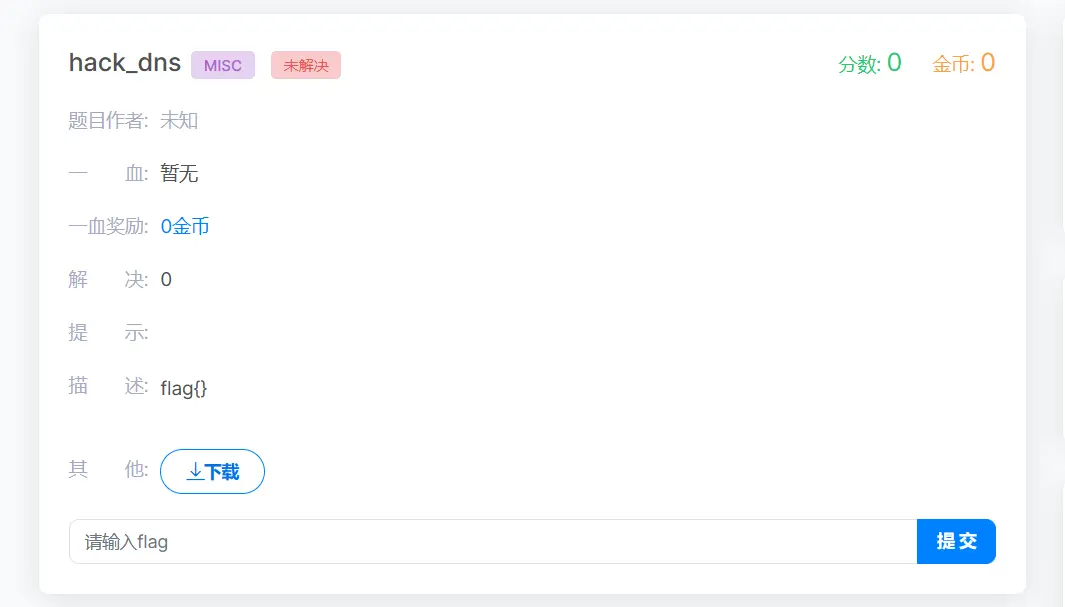 hack_dns MISC 未解决 分数: 0 金币: 0
题目作者: 未知
一 血: 暂无
一血奖励: 0金币
解 决: 0
提 示:
描 述: flag{}
其 他: 下载
请输入flag 提交